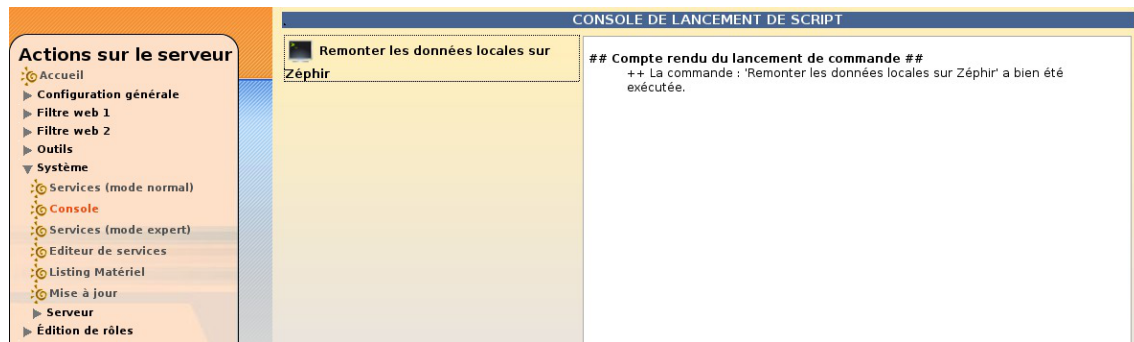 CONSOLE DE LANCEMENT DE SCRIPT
Actions sur le serveur
Accueil
Configuration générale
Filtre web 1
Filtre web 2
Outils
Système
Services (mode normal)
Console
Services (mode expert)
Editeur de services
Listing Matériel
Mise à jour
Serveur
Édition de rôles
Remonter les données locales sur
Zéphir
## Compte rendu du lancement de commande ##
++ La commande : 'Remonter les données locales sur Zéphir' a bien été
exécutée.